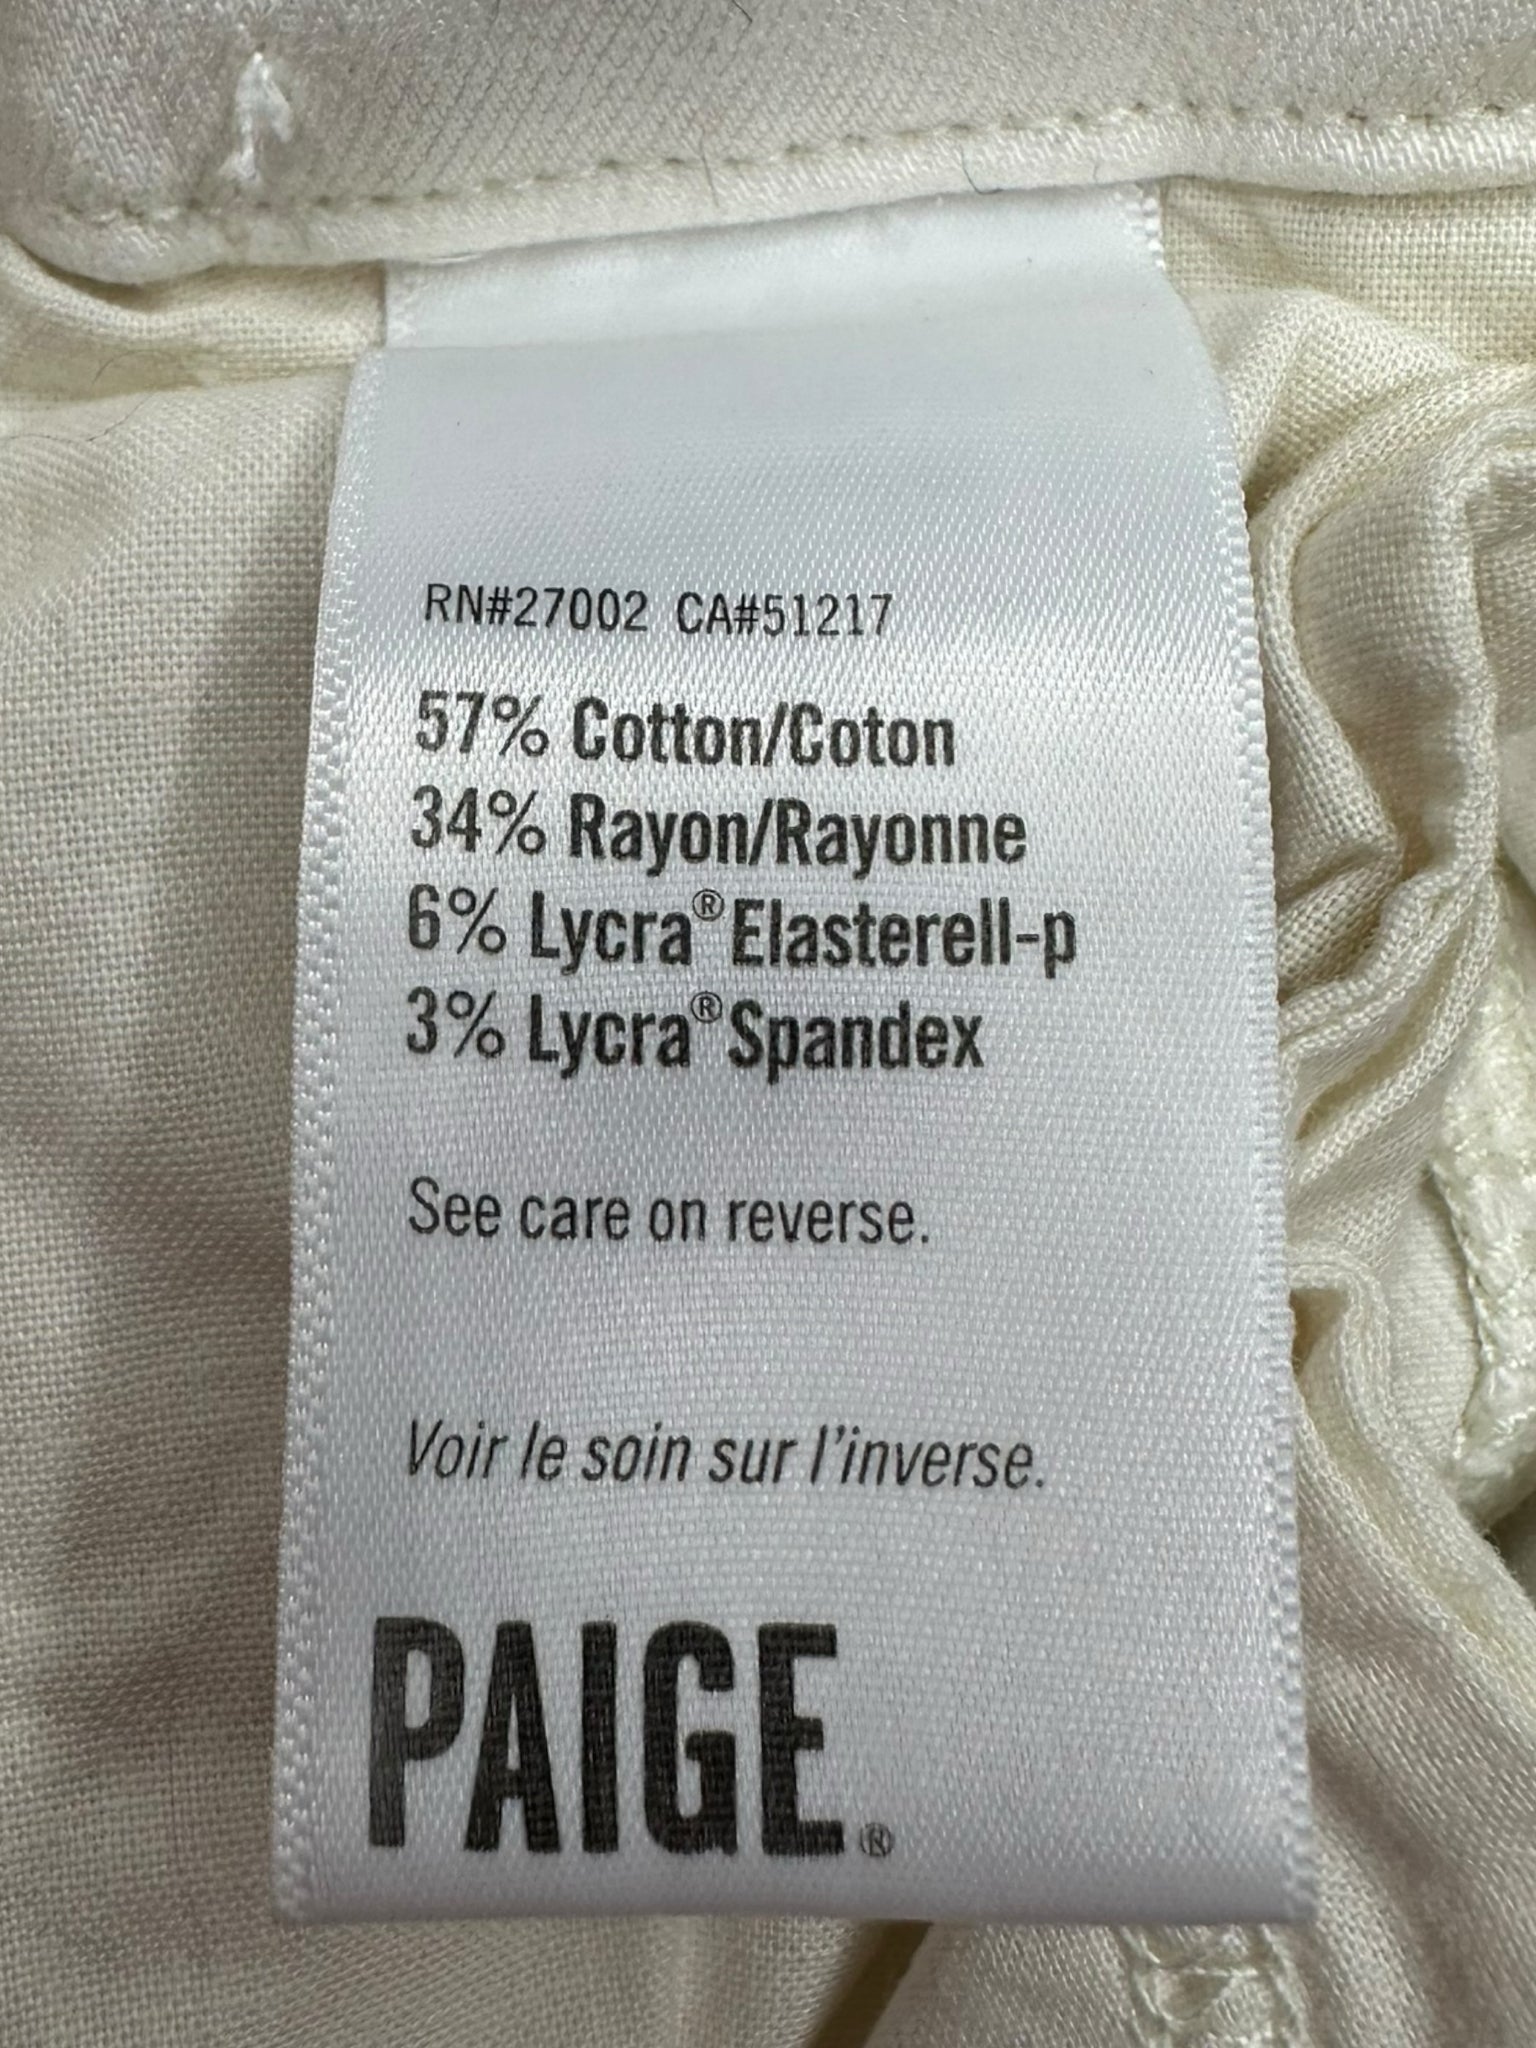 RN#27002 CA#51217
57% Cotton/Coton
34% Rayon/Rayonne
6% Lycra® Elasterell-p
3% Lycra® Spandex
See care on reverse.
Voir le soin sur l'inverse.
PAIGE®